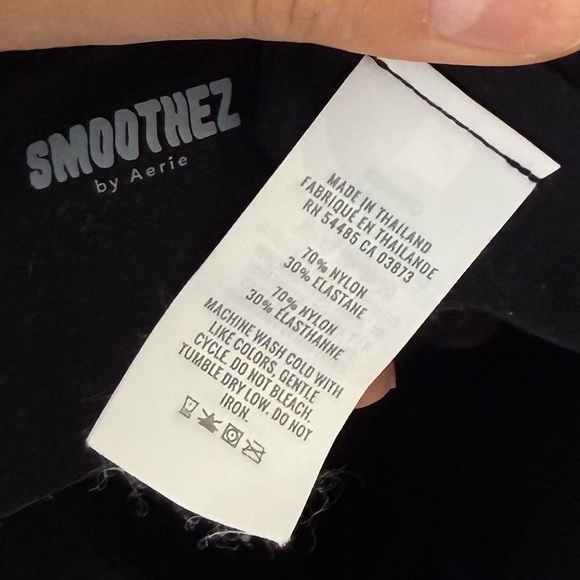 SMOOTHEZ
by Aerie
MADE IN THAILAND
FABRIQUÉ EN THAÏLANDE
RN 54485 CA 03873
70% NYLON
30% ELASTANE
70% NYLON
30% ÉLASTHANNE
MACHINE WASH COLD WITH
LIKE COLORS. GENTLE
CYCLE. DO NOT BLEACH.
TUMBLE DRY LOW. DO NOT
IRON.